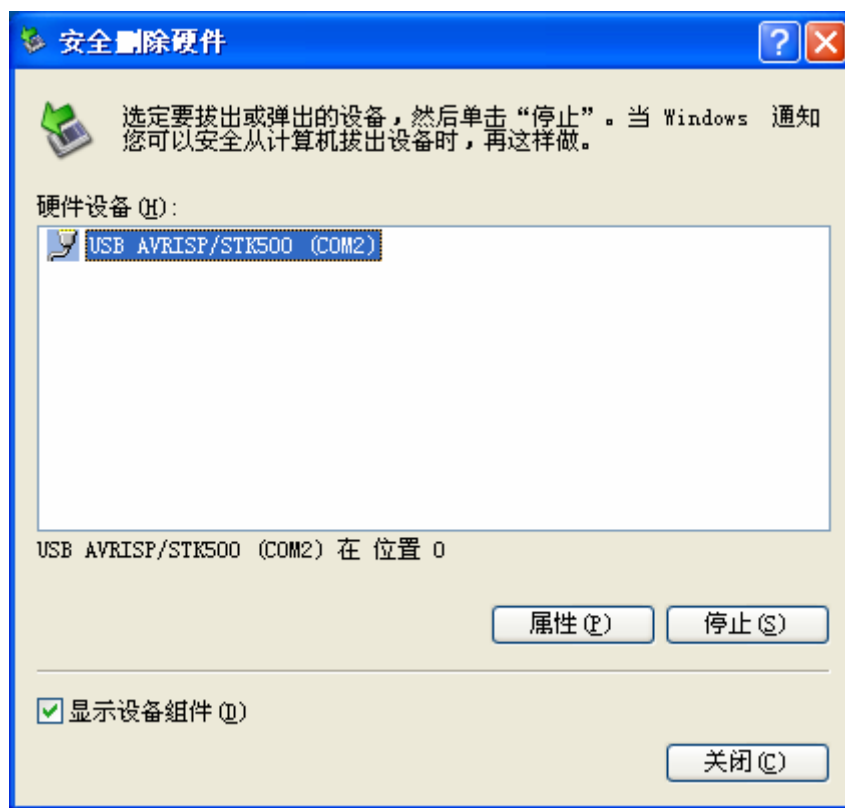 安全删除硬件
选定要拔出或弹出的设备，然后单击“停止”。当 Windows 通知
您可以安全从计算机拔出设备时，再这样做。
硬件设备(H):
USB AVRISP/STK500 (COM2)
USB AVRISP/STK500 (COM2) 在 位置 0
属性(P)
停止(S)
显示设备组件(D)
关闭(C)